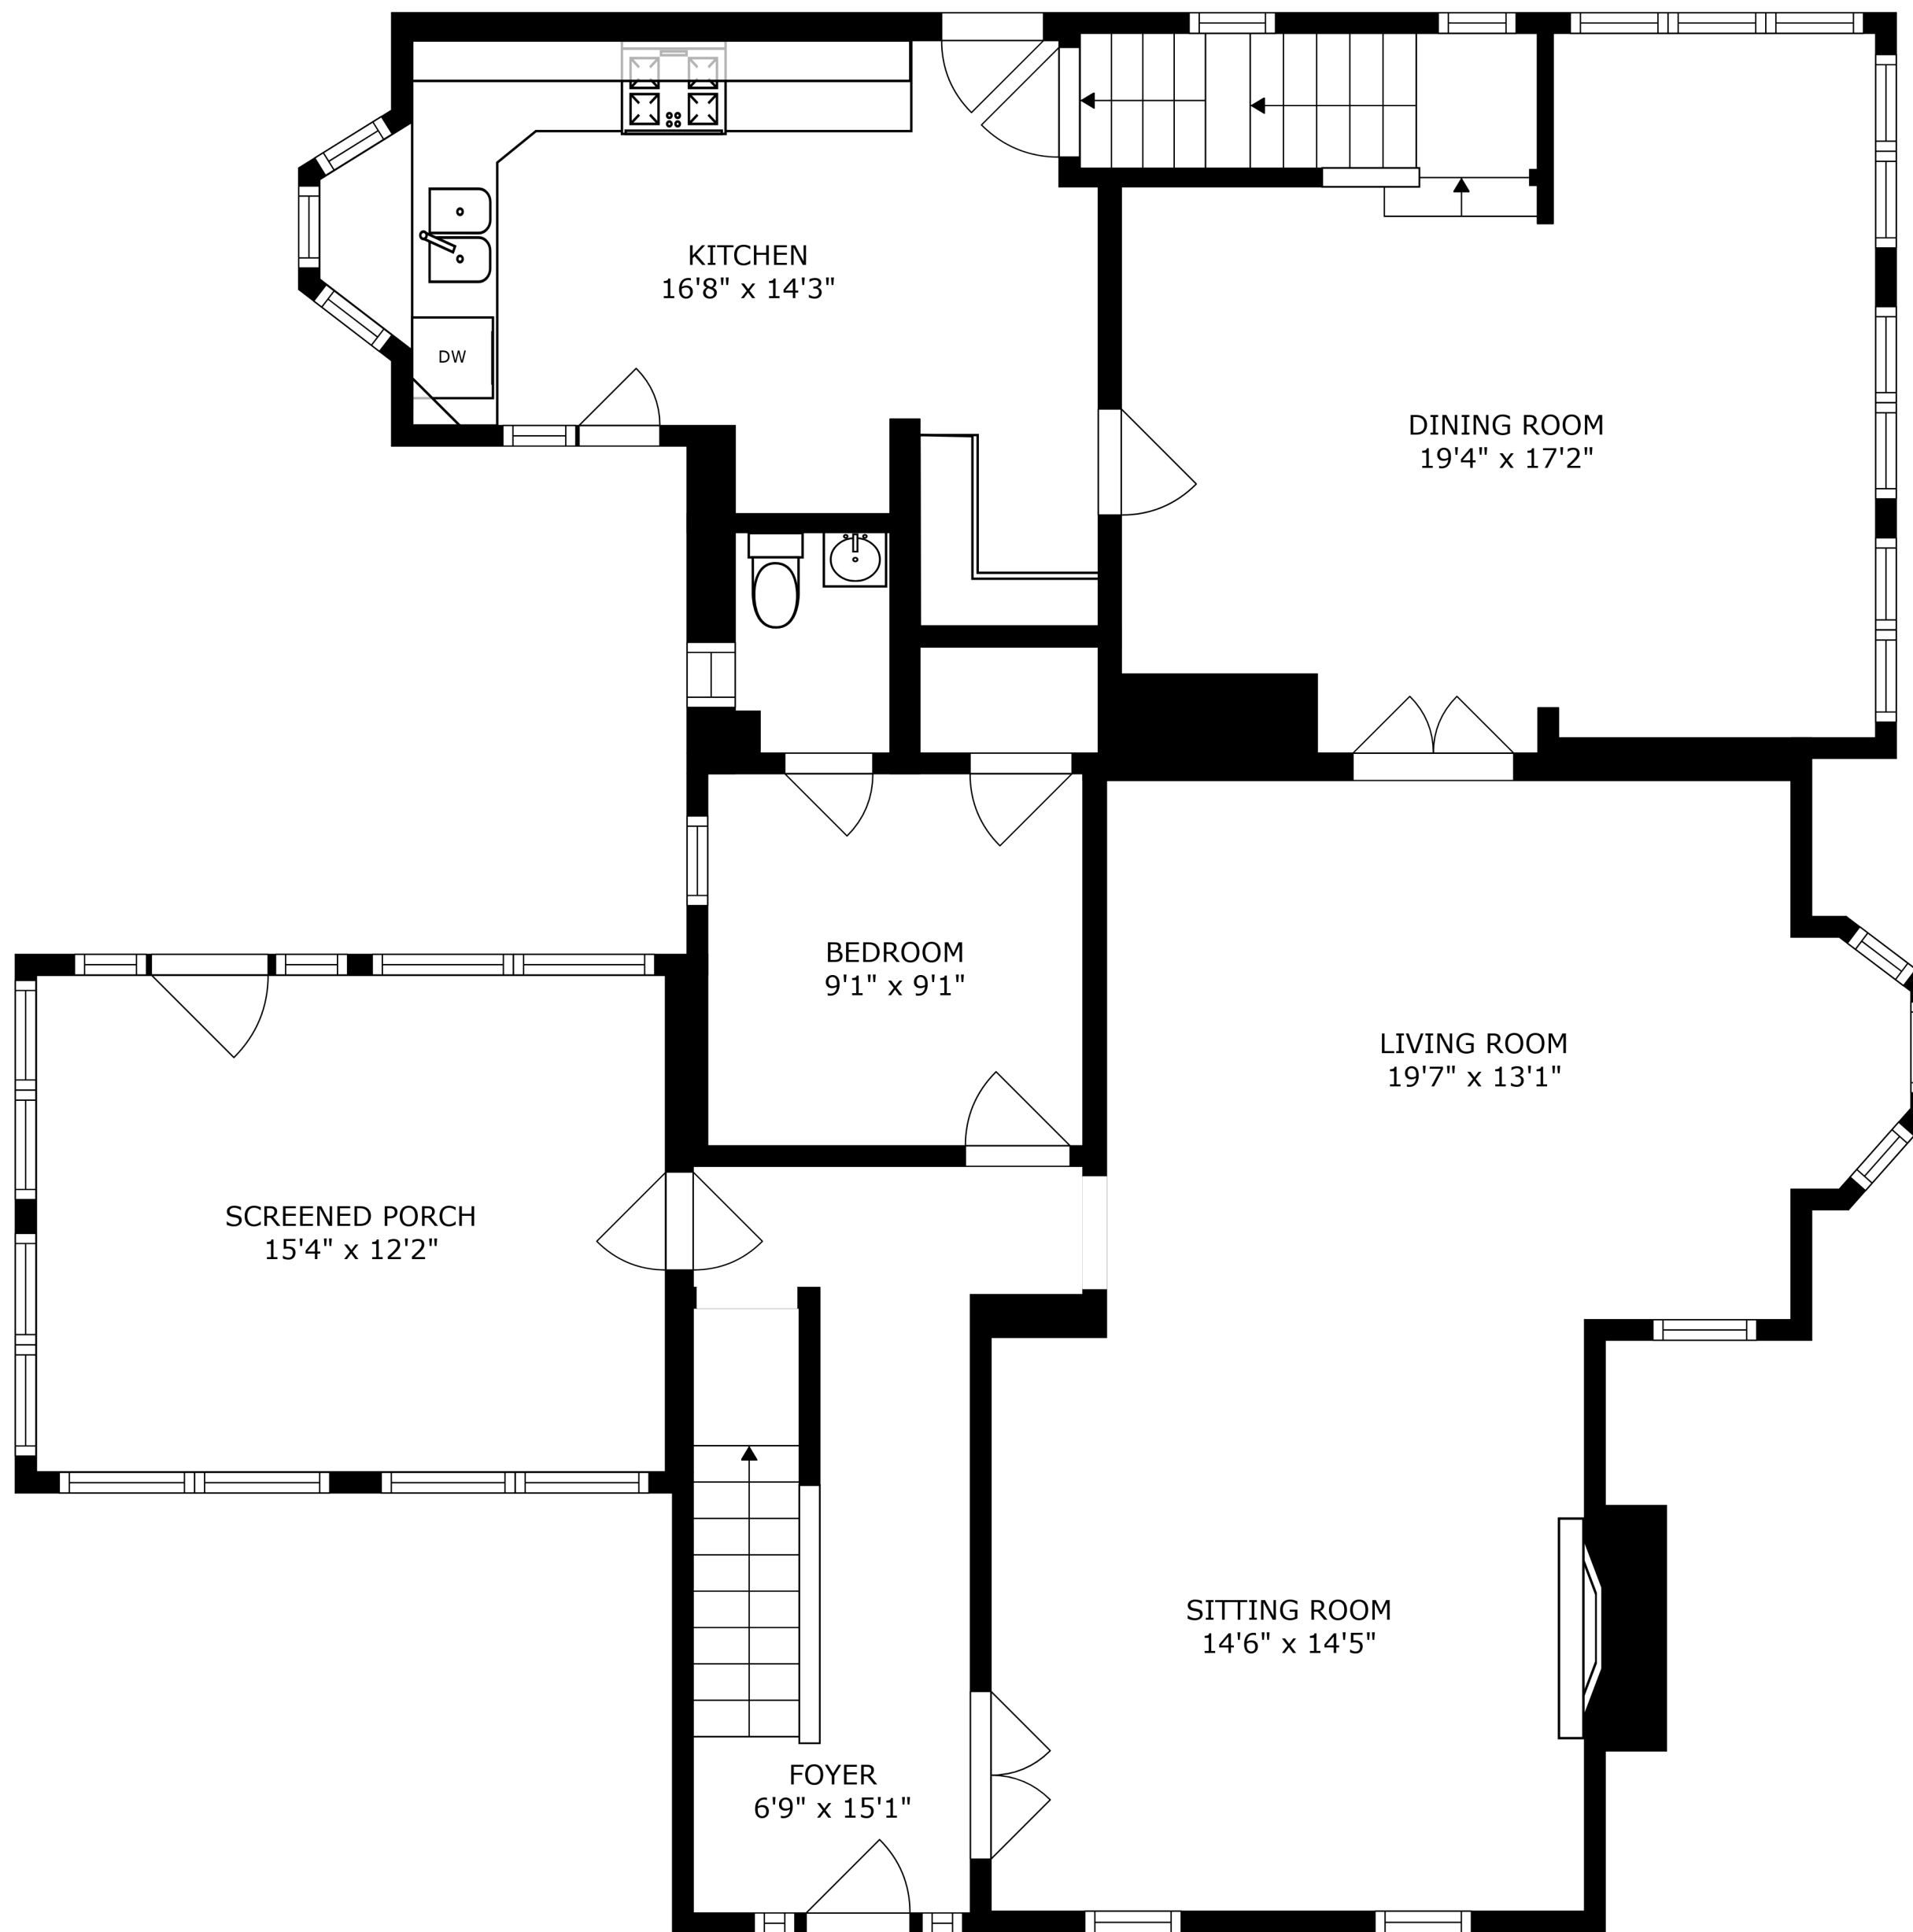 KITCHEN
16'8" x 14'3"
DW
DINING ROOM
19'4" x 17'2"
BEDROOM
9'1" x 9'1"
LIVING ROOM
19'7" x 13'1"
SCREENED PORCH
15'4" x 12'2"
SITTING ROOM
14'6" x 14'5"
FOYER
6'9" x 15'1"